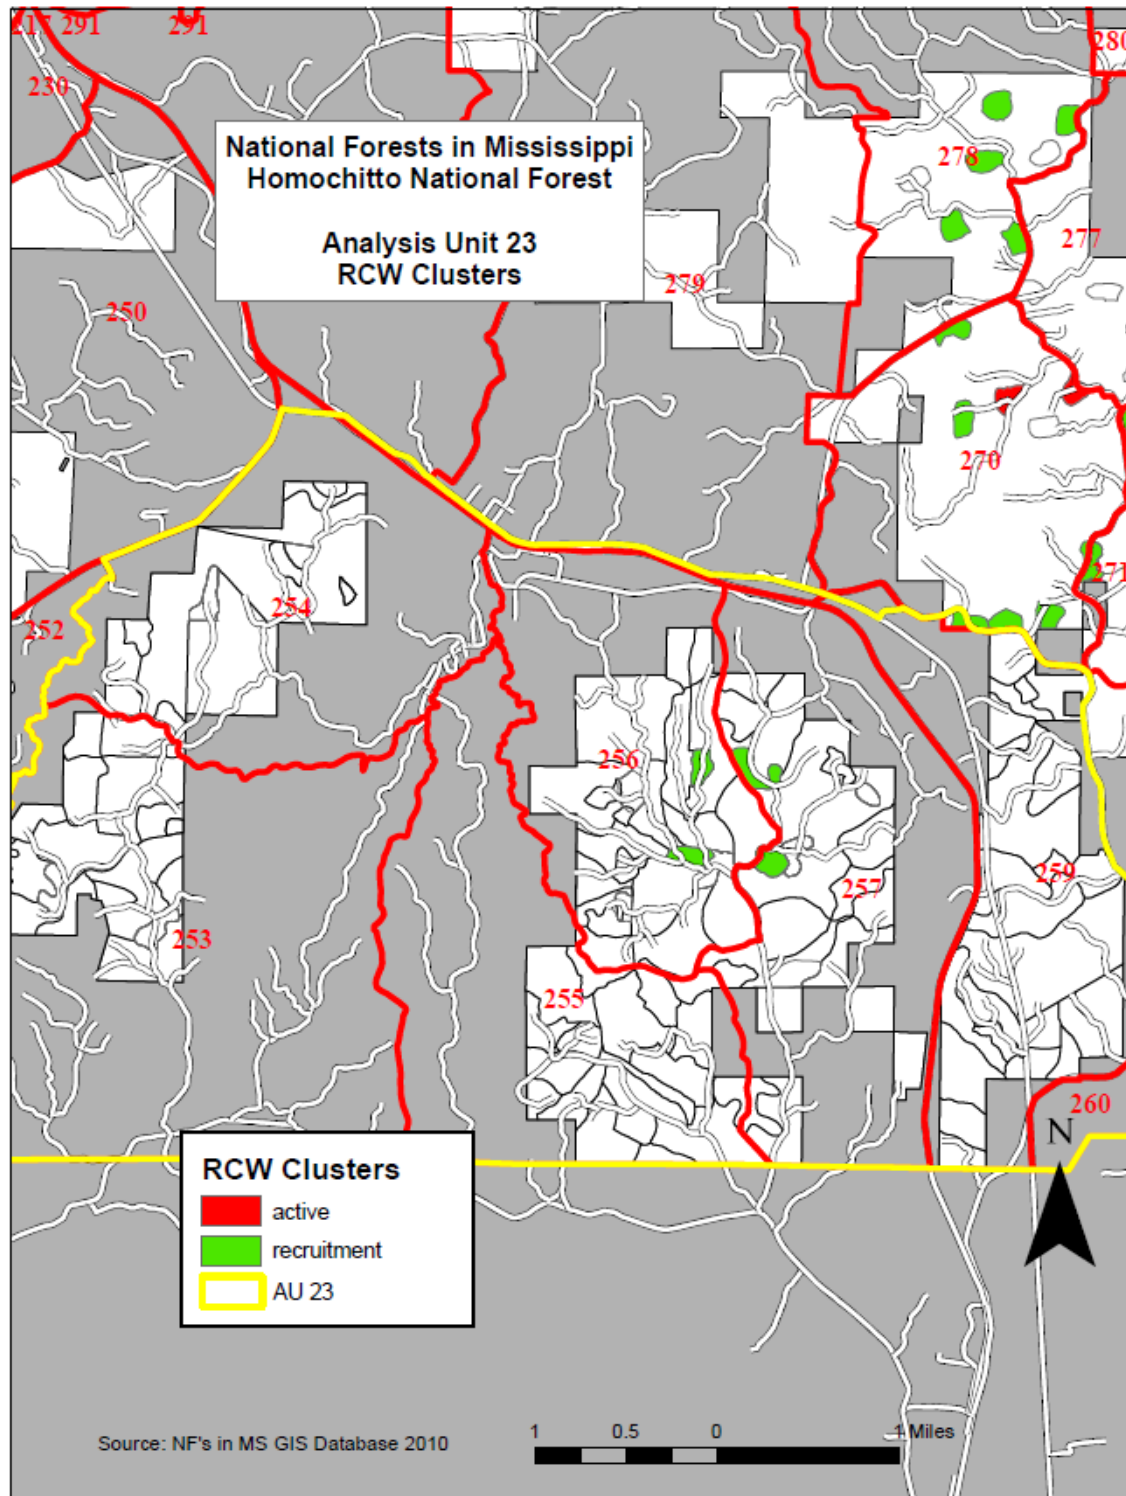 217 291 291
280
230
National Forests in Mississippi
Homochitto National Forest
278
Analysis Unit 23
RCW Clusters
277
279
250
270
271
254
252
256
259
257
253
255
260
N
RCW Clusters
active
recruitment
AU 23
Source: NF's in MS GIS Database 2010
1 0.5 0 1 Miles